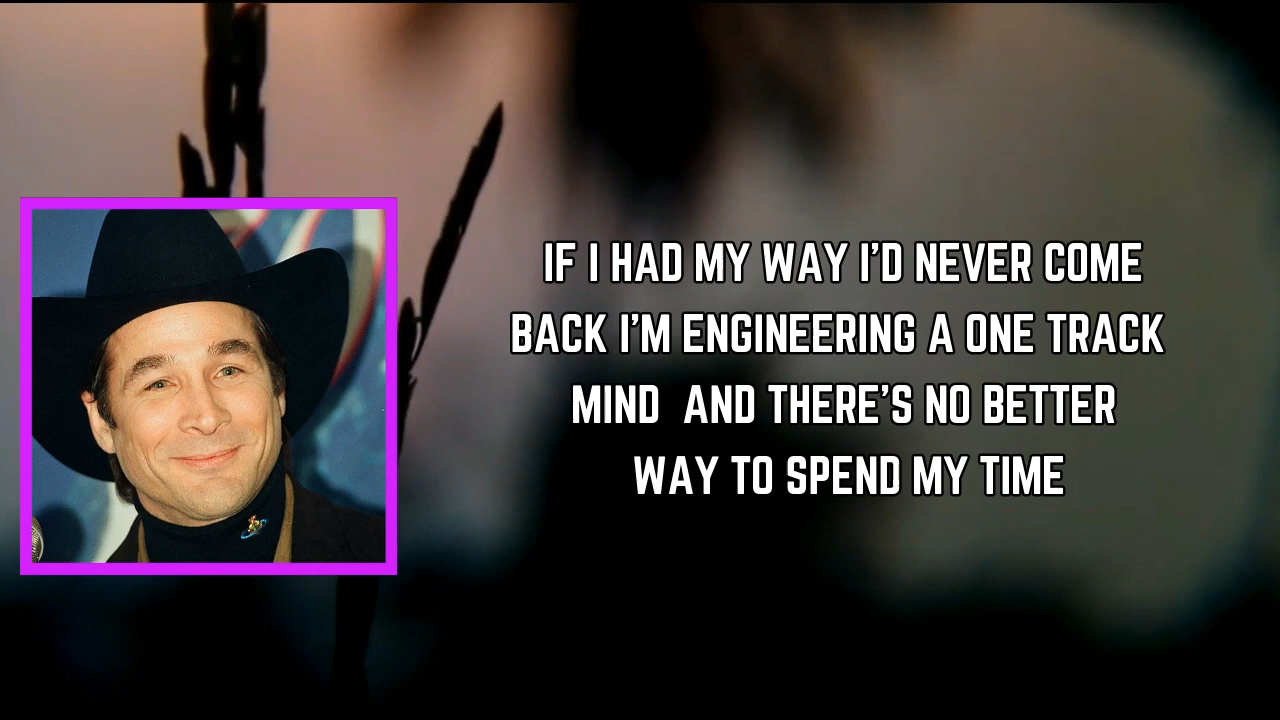 IF I HAD MY WAY I'D NEVER COME
BACK I'M ENGINEERING A ONE TRACK
MIND  AND THERE'S NO BETTER
WAY TO SPEND MY TIME